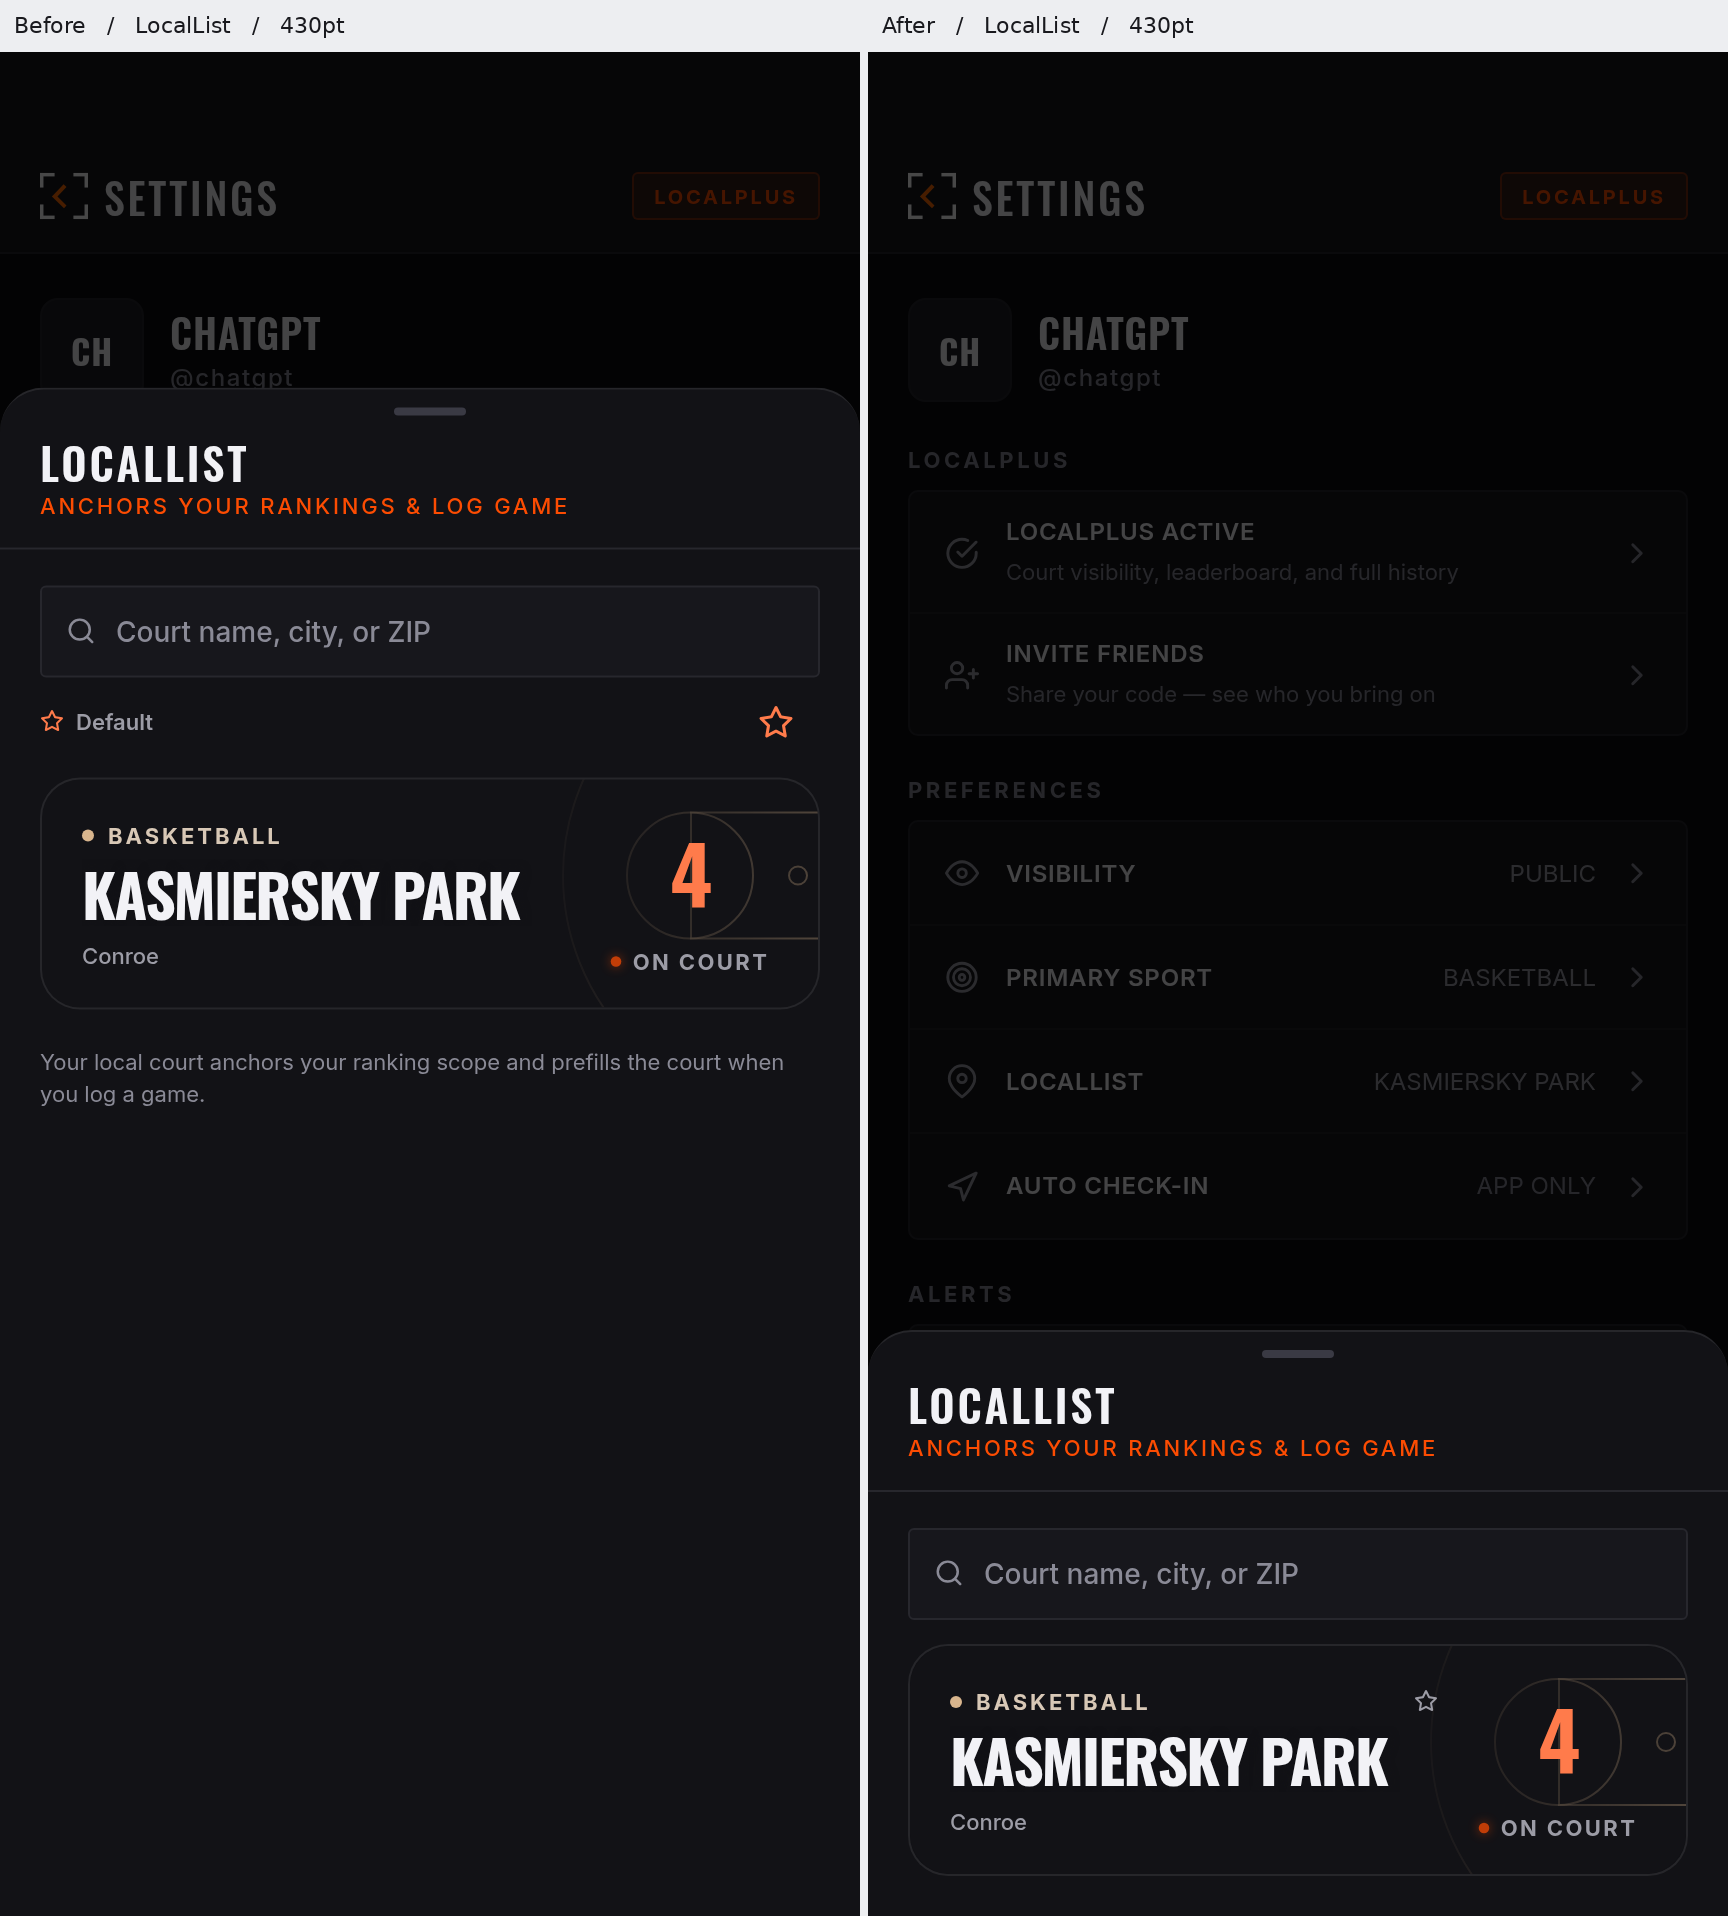 Before / LocalList / 430pt
SETTINGS
LOCALPLUS
CH
CHATGPT
@chatgpt
LOCALLIST
ANCHORS YOUR RANKINGS & LOG GAME
Court name, city, or ZIP
Default
BASKETBALL
KASMIERSKY PARK
Conroe
4
ON COURT
Your local court anchors your ranking scope and prefills the court when
you log a game.
After / LocalList / 430pt
SETTINGS
LOCALPLUS
CH
CHATGPT
@chatgpt
LOCALPLUS
LOCALPLUS ACTIVE
Court visibility, leaderboard, and full history
INVITE FRIENDS
Share your code — see who you bring on
PREFERENCES
VISIBILITY PUBLIC
PRIMARY SPORT BASKETBALL
LOCALLIST KASMIERSKY PARK
AUTO CHECK-IN APP ONLY
ALERTS
LOCALLIST
ANCHORS YOUR RANKINGS & LOG GAME
Court name, city, or ZIP
BASKETBALL
KASMIERSKY PARK
Conroe
4
ON COURT